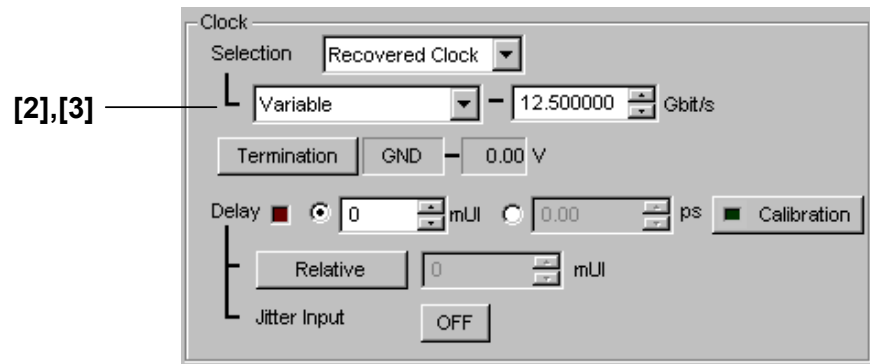 Clock
Selection Recovered Clock
[2],[3] Variable 12.500000 Gbit/s
Termination GND 0.00 V
Delay 0 mUI 0.00 ps Calibration
Relative 0 mUI
Jitter Input OFF